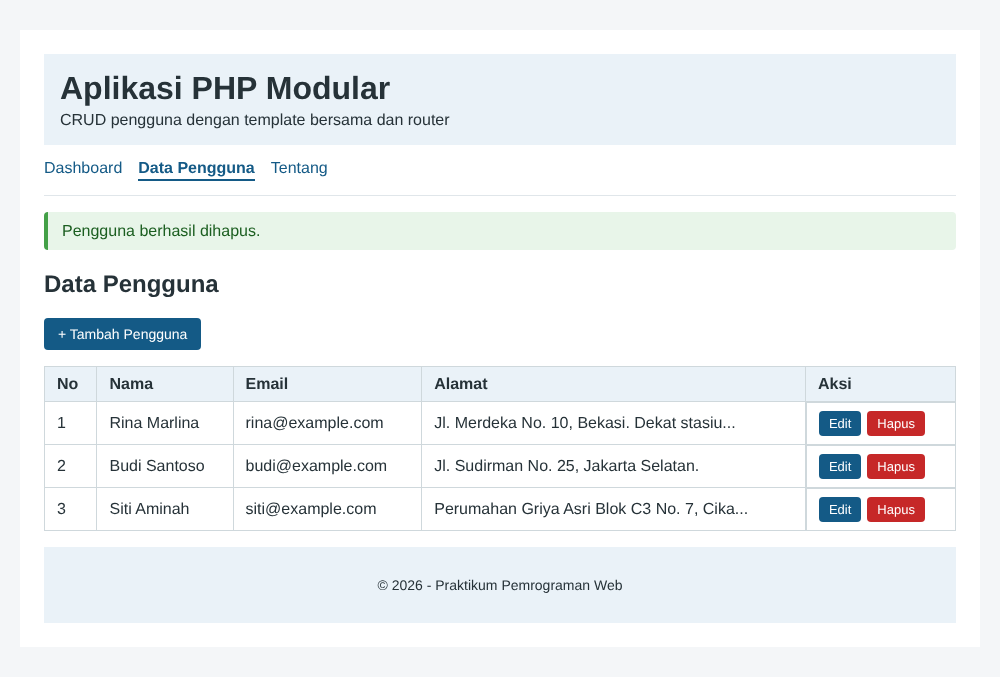 Aplikasi PHP Modular
CRUD pengguna dengan template bersama dan router
Dashboard Data Pengguna Tentang
Pengguna berhasil dihapus.
Data Pengguna
+ Tambah Pengguna
No Nama Email Alamat Aksi
1 Rina Marlina rina@example.com Jl. Merdeka No. 10, Bekasi. Dekat stasiu... Edit Hapus
2 Budi Santoso budi@example.com Jl. Sudirman No. 25, Jakarta Selatan. Edit Hapus
3 Siti Aminah siti@example.com Perumahan Griya Asri Blok C3 No. 7, Cika... Edit Hapus
© 2026 - Praktikum Pemrograman Web